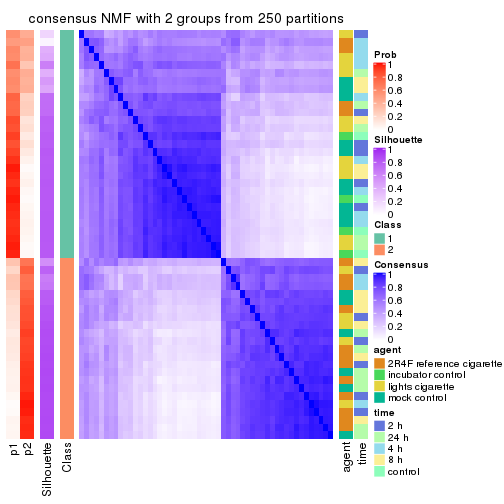 consensus NMF with 2 groups from 250 partitions
Prob
1
0.8
0.6
0.4
0.2
0
Silhouette
1
0.8
0.6
0.4
0.2
0
Class
1
2
Consensus
1
0.8
0.6
0.4
0.2
0
agent
2R4F reference cigarette
incubator control
lights cigarette
mock control
time
2 h
24 h
4 h
8 h
control
p1
p2
Silhouette
Class
agent
time